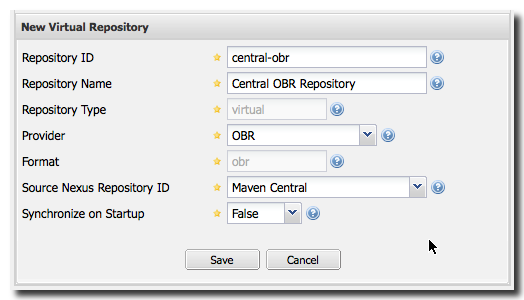 New Virtual Repository
Repository ID central-obr
Repository Name Central OBR Repository
Repository Type virtual
Provider OBR
Format obr
Source Nexus Repository ID Maven Central
Synchronize on Startup False
Save Cancel